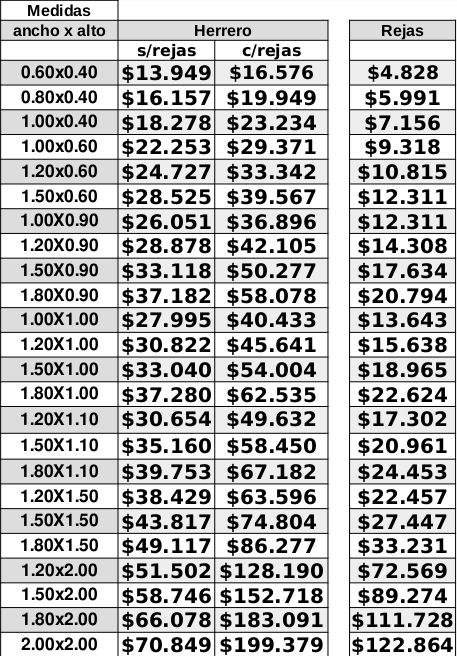 Medidas
ancho x alto Herrero Rejas
s/rejas c/rejas
0.60x0.40 $13.949 $16.576 $4.828
0.80x0.40 $16.157 $19.949 $5.991
1.00x0.40 $18.278 $23.234 $7.156
1.00x0.60 $22.253 $29.371 $9.318
1.20x0.60 $24.727 $33.342 $10.815
1.50x0.60 $28.525 $39.567 $12.311
1.00X0.90 $26.051 $36.896 $12.311
1.20X0.90 $28.878 $42.105 $14.308
1.50X0.90 $33.118 $50.277 $17.634
1.80X0.90 $37.182 $58.078 $20.794
1.00X1.00 $27.995 $40.433 $13.643
1.20X1.00 $30.822 $45.641 $15.638
1.50X1.00 $33.040 $54.004 $18.965
1.80X1.00 $37.280 $62.535 $22.624
1.20X1.10 $30.654 $49.632 $17.302
1.50X1.10 $35.160 $58.450 $20.961
1.80X1.10 $39.753 $67.182 $24.453
1.20X1.50 $38.429 $63.596 $22.457
1.50X1.50 $43.817 $74.804 $27.447
1.80X1.50 $49.117 $86.277 $33.231
1.20x2.00 $51.502 $128.190 $72.569
1.50x2.00 $58.746 $152.718 $89.274
1.80x2.00 $66.078 $183.091 $111.728
2.00x2.00 $70.849 $199.379 $122.864